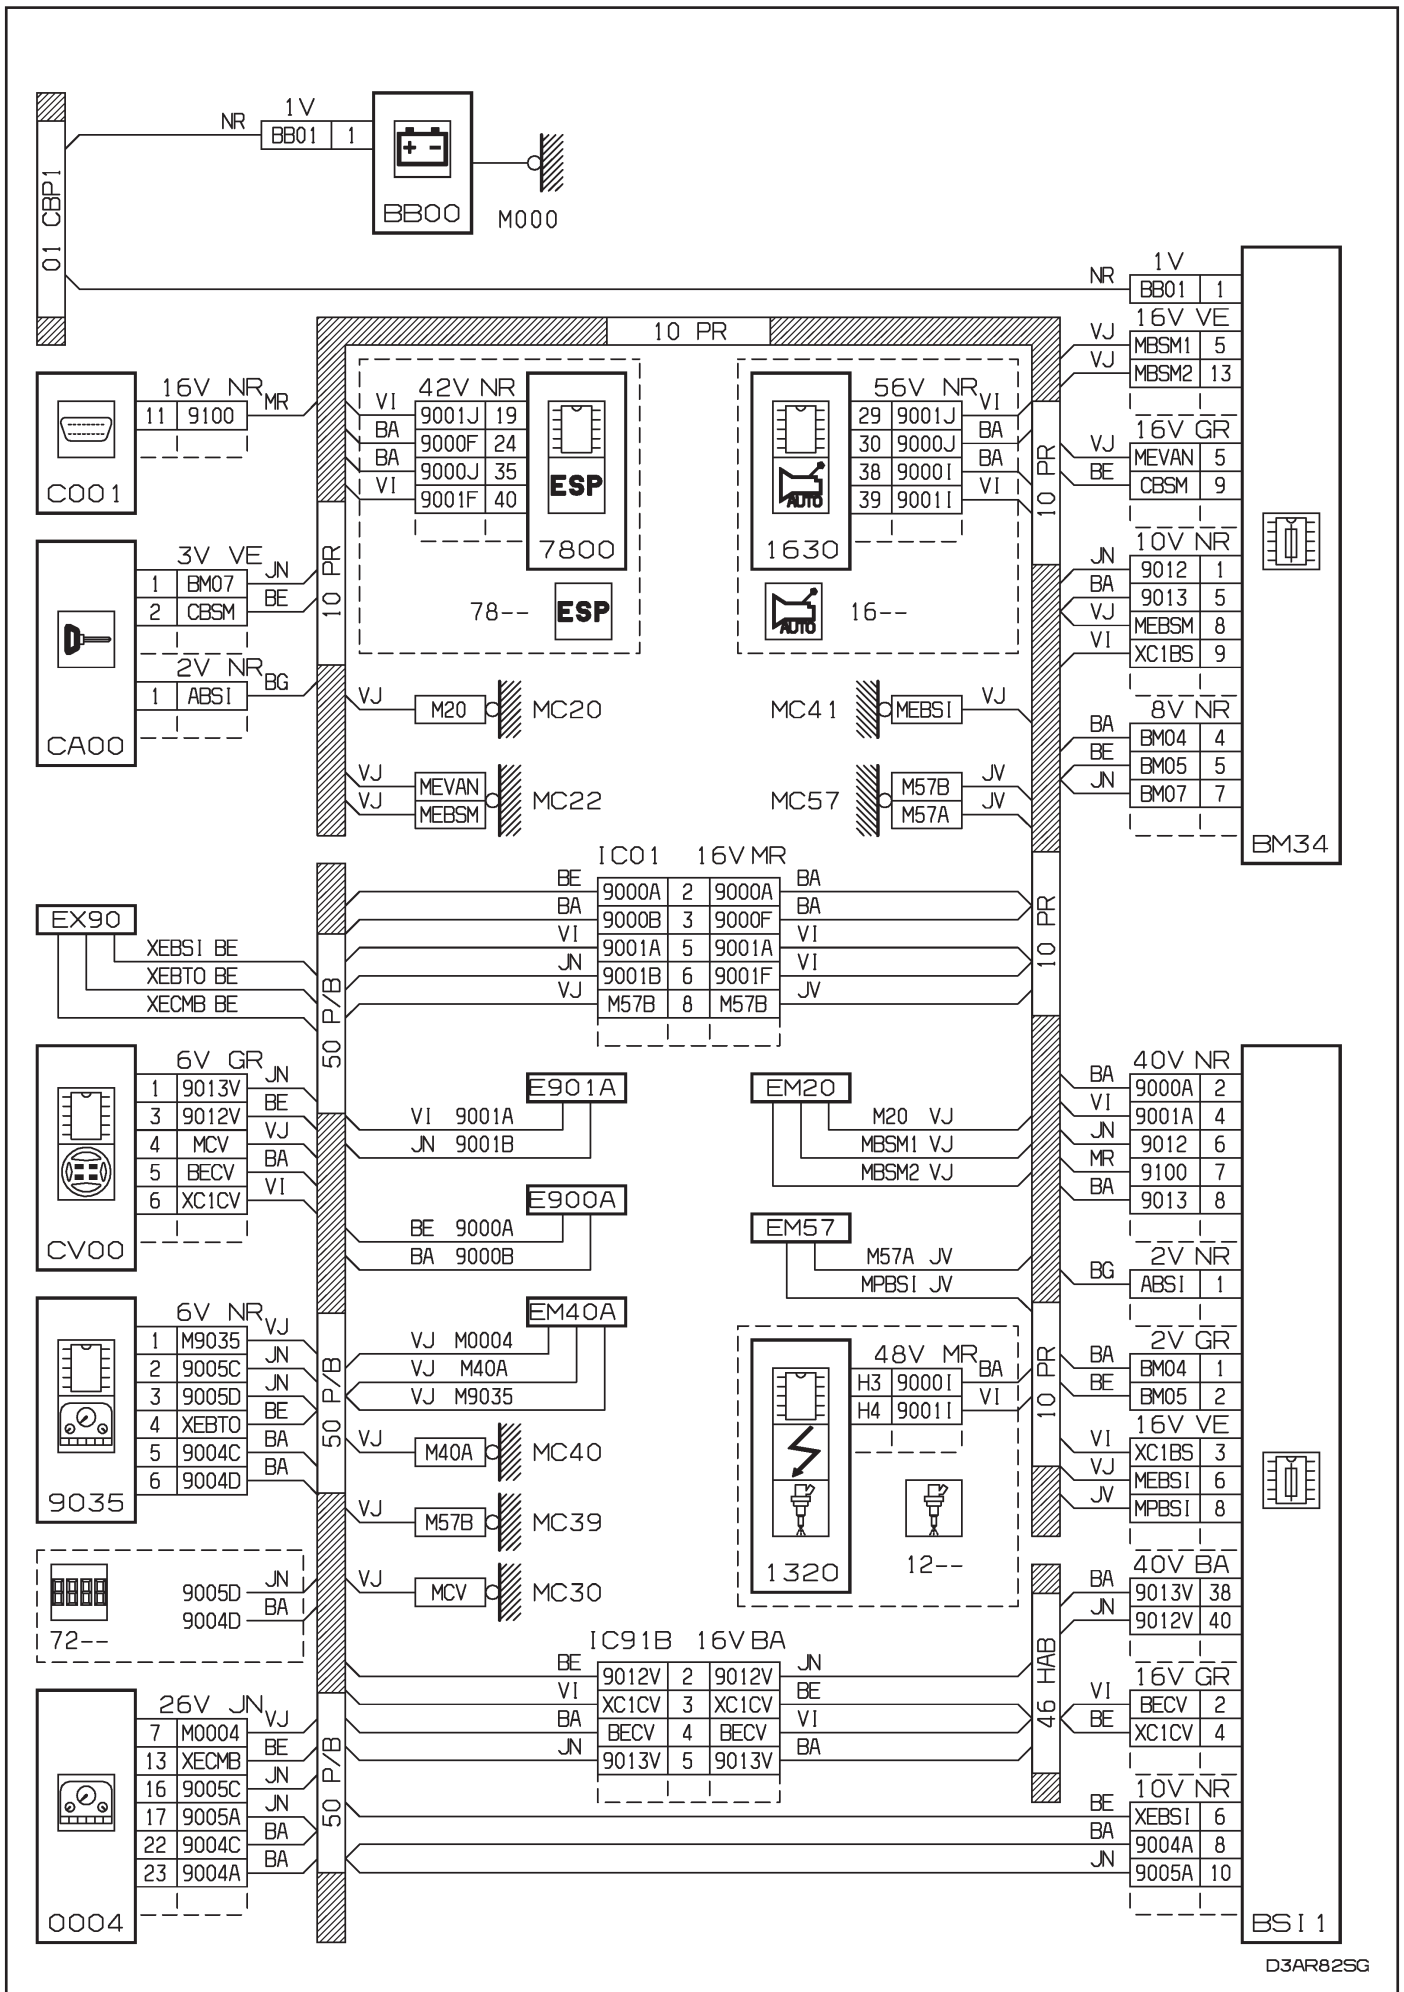 01 CBP1
NR
1V
BB01 1
BB00
M000
NR
1V
BB01 1
16V VE
VJ MBSM1 5
VJ MBSM2 13
16V GR
VJ MEVAN 5
BE CBSM 9
10V NR
JN 9012 1
BA 9013 5
VJ MEBSM 8
VI XC1BS 9
8V NR
BA BM04 4
BE BM05 5
JN BM07 7
BM34
10 PR
C001
16V NR
11 9100 MR
CA00
3V VE
1 BM07 JN
2 CBSM BE
2V NR
1 ABSI BG
10 PR
42V NR
VI 9001J 19
BA 9000F 24
BA 9000J 35
VI 9001F 40
ESP
7800
78-- ESP
56V NR
29 9001J VI
30 9000J BA
38 9000I BA
39 9001I VI
AUTO
1630
AUTO 16--
10 PR
VJ M20 MC20
MC41 MEBSI VJ
VJ MEVAN
VJ MEBSM
MC22
MC57
M57B JV
M57A JV
IC01 16V MR
BE 9000A 2 9000A BA
BA 9000B 3 9000F BA
VI 9001A 5 9001A VI
JN 9001B 6 9001F VI
VJ M57B 8 M57B JV
10 PR
EX90
XEBSI BE
XEBTO BE
XECMB BE
50 P/B
CV00
6V GR
1 9013V JN
3 9012V BE
4 MCV VJ
5 BECV BA
6 XC1CV VI
E901A
VI 9001A
JN 9001B
E900A
BE 9000A
BA 9000B
EM20
M20 VJ
MBSM1 VJ
MBSM2 VJ
EM57
M57A JV
MPBSI JV
40V NR
BA 9000A 2
VI 9001A 4
JN 9012 6
MR 9100 7
BA 9013 8
2V NR
BG ABSI 1
2V GR
BA BM04 1
BE BM05 2
16V VE
VI XC1BS 3
VJ MEBSI 6
JV MPBSI 8
40V BA
BA 9013V 38
JN 9012V 40
16V GR
VI BECV 2
BE XC1CV 4
10V NR
BE XEBSI 6
BA 9004A 8
JN 9005A 10
BSI1
9035
6V NR
1 M9035 VJ
2 9005C JN
3 9005D JN
4 XEBTO BE
5 9004C BA
6 9004D BA
50 P/B
EM40A
VJ M0004
VJ M40A
VJ M9035
VJ M40A MC40
VJ M57B MC39
VJ MCV MC30
48V MR
H3 9000I BA
H4 9001I VI
1320
12--
10 PR
72--
9005D JN
9004D BA
IC91B 16V BA
BE 9012V 2 9012V JN
VI XC1CV 3 XC1CV BE
BA BECV 4 BECV VI
JN 9013V 5 9013V BA
46 HAB
0004
26V JN
7 M0004 VJ
13 XECMB BE
16 9005C JN
17 9005A JN
22 9004C BA
23 9004A BA
50 P/B
D3AR82SG